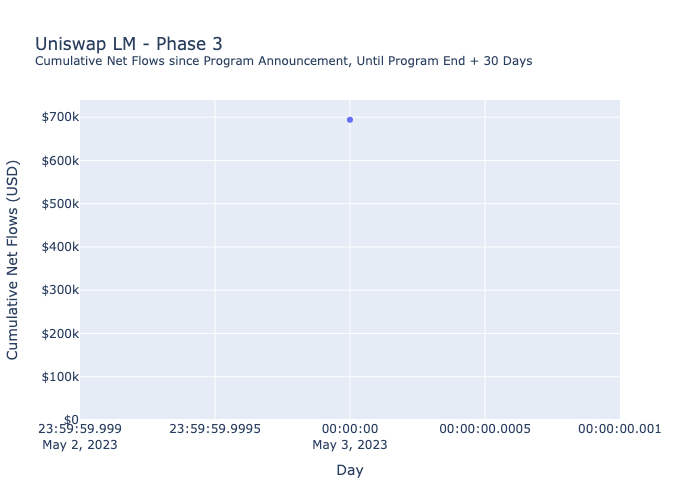 Uniswap LM - Phase 3
Cumulative Net Flows since Program Announcement, Until Program End + 30 Days
$700k
$600k
$500k
$400k
$300k
$200k
$100k
$0
Cumulative Net Flows (USD)
23:59:59.999
May 2, 2023
23:59:59.9995
00:00:00
May 3, 2023
00:00:00.0005
00:00:00.001
Day